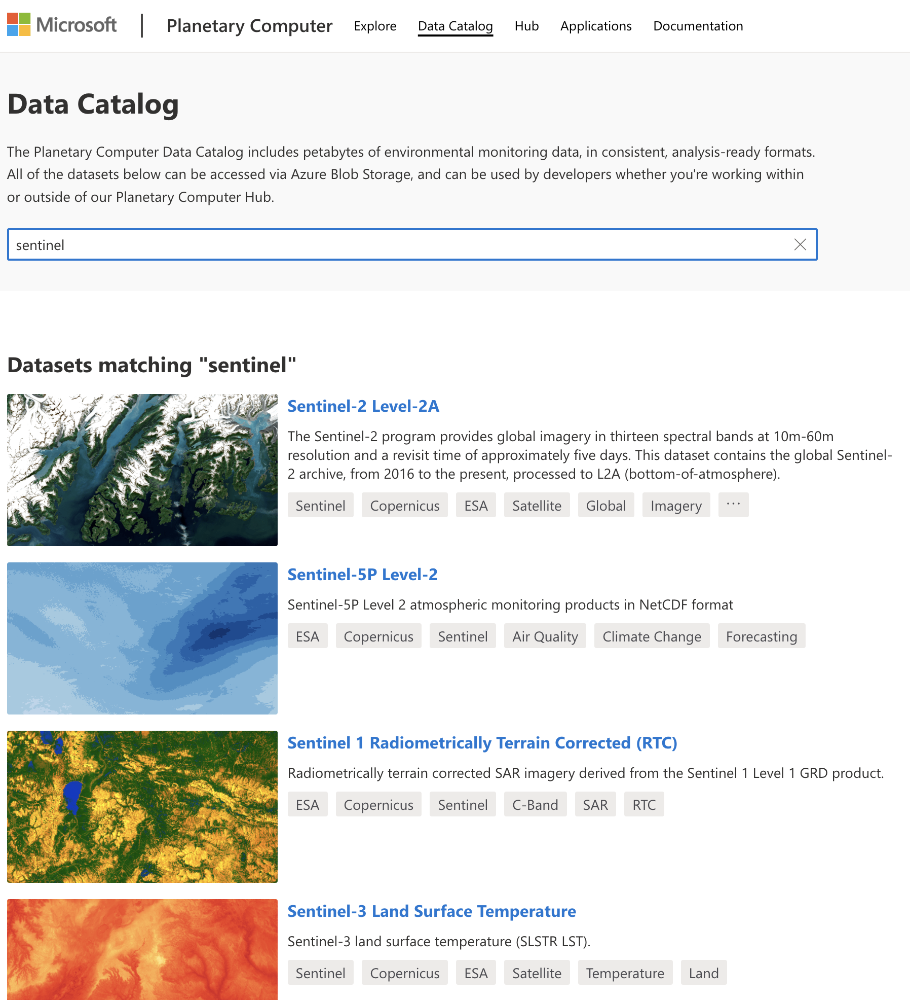 Microsoft | Planetary Computer Explore Data Catalog Hub Applications Documentation
Data Catalog
The Planetary Computer Data Catalog includes petabytes of environmental monitoring data, in consistent, analysis-ready formats.
All of the datasets below can be accessed via Azure Blob Storage, and can be used by developers whether you're working within
or outside of our Planetary Computer Hub.
sentinel
Datasets matching "sentinel"
Sentinel-2 Level-2A
The Sentinel-2 program provides global imagery in thirteen spectral bands at 10m-60m
resolution and a revisit time of approximately five days. This dataset contains the global Sentinel-
2 archive, from 2016 to the present, processed to L2A (bottom-of-atmosphere).
Sentinel Copernicus ESA Satellite Global Imagery ...
Sentinel-5P Level-2
Sentinel-5P Level 2 atmospheric monitoring products in NetCDF format
ESA Copernicus Sentinel Air Quality Climate Change Forecasting
Sentinel 1 Radiometrically Terrain Corrected (RTC)
Radiometrically terrain corrected SAR imagery derived from the Sentinel 1 Level 1 GRD product.
ESA Copernicus Sentinel C-Band SAR RTC
Sentinel-3 Land Surface Temperature
Sentinel-3 land surface temperature (SLSTR LST).
Sentinel Copernicus ESA Satellite Temperature Land